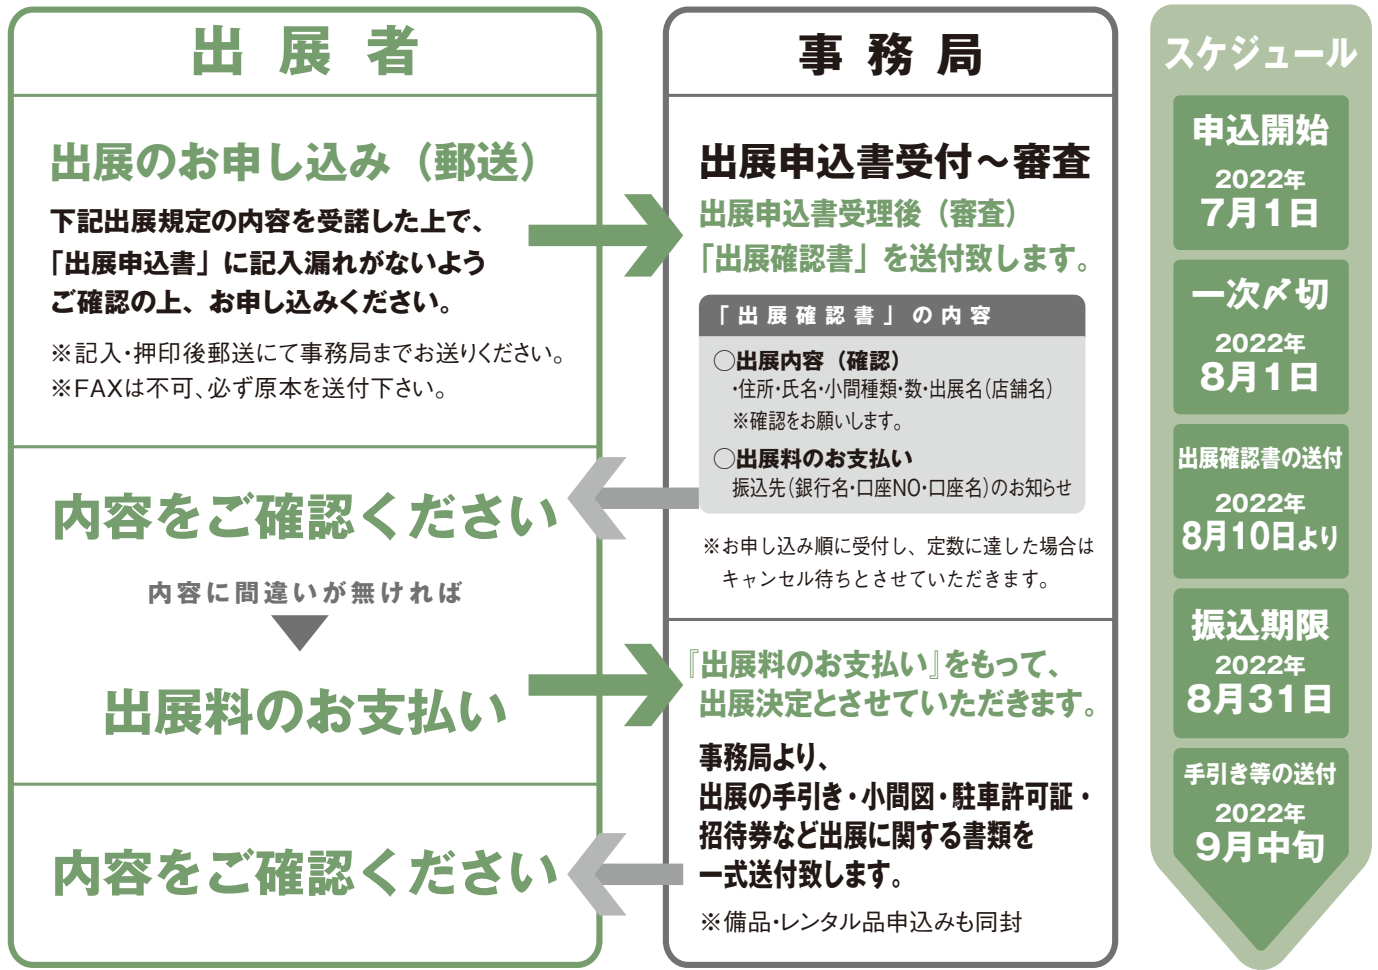 出展者
出展のお申し込み（郵送）
下記出展規定の内容を受諾した上で、
「出展申込書」に記入漏れがないよう
ご確認の上、お申し込みください。
※記入・押印後郵送にて事務局までお送りください。
※FAXは不可、必ず原本を送付下さい。
内容をご確認ください
内容に間違いが無ければ
出展料のお支払い
内容をご確認ください
事務局
出展申込書受付～審査
出展申込書受理後（審査）
「出展確認書」を送付致します。
「出展確認書」の内容
○出展内容（確認）
・住所・氏名・小間種類・数・出展名（店舗名）
※確認をお願いします。
○出展料のお支払い
振込先（銀行名・口座NO・口座名）のお知らせ
※お申し込み順に受付し、定数に達した場合は
キャンセル待ちとさせていただきます。
『出展料のお支払い』をもって、
出展決定とさせていただきます。
事務局より、
出展の手引き・小間図・駐車許可証・
招待券など出展に関する書類を
一式送付致します。
※備品・レンタル品申込みも同封
スケジュール
申込開始
2022年
7月1日
一次〆切
2022年
8月1日
出展確認書の送付
2022年
8月10日より
振込期限
2022年
8月31日
手引き等の送付
2022年
9月中旬